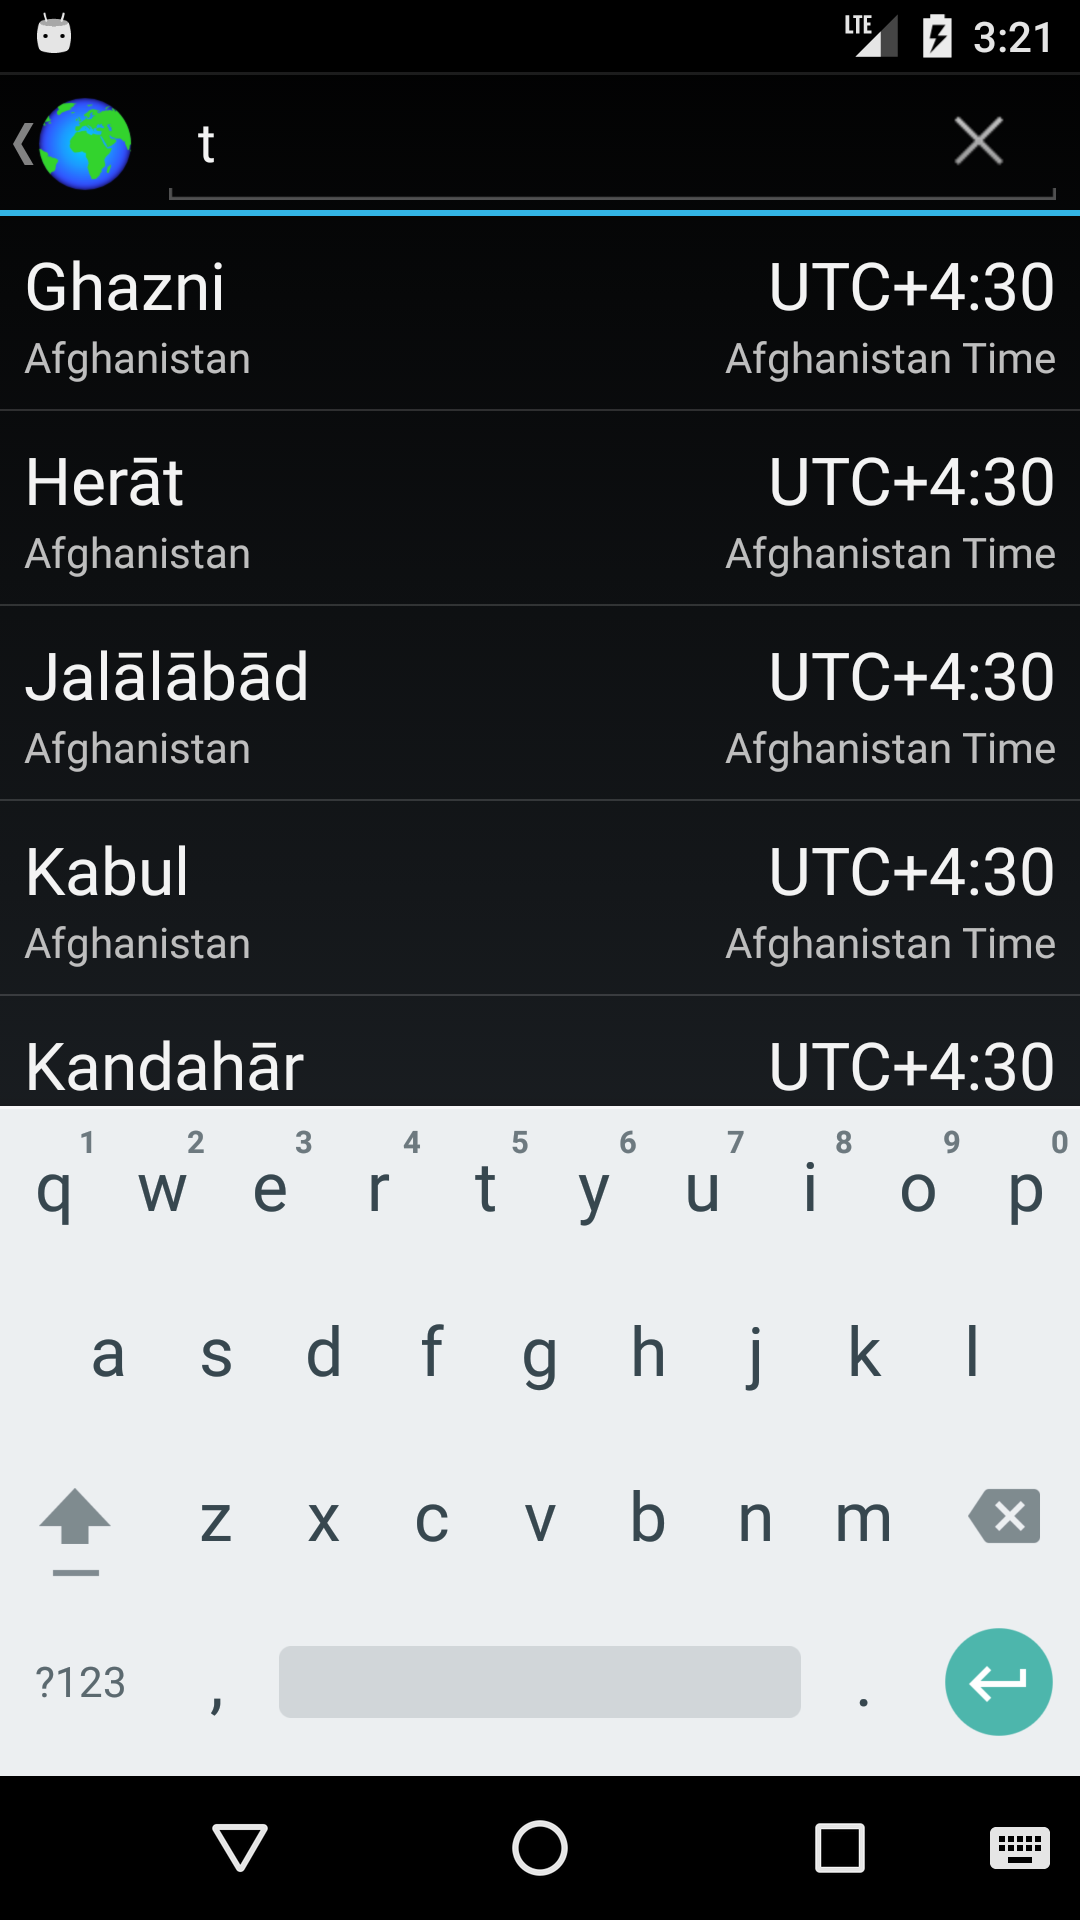 LTE 3:21
t
Ghazni UTC+4:30
Afghanistan Afghanistan Time
Herāt UTC+4:30
Afghanistan Afghanistan Time
Jalālābād UTC+4:30
Afghanistan Afghanistan Time
Kabul UTC+4:30
Afghanistan Afghanistan Time
Kandahār UTC+4:30
1 2 3 4 5 6 7 8 9 0
q w e r t y u i o p
a s d f g h j k l
z x c v b n m
?123 , .